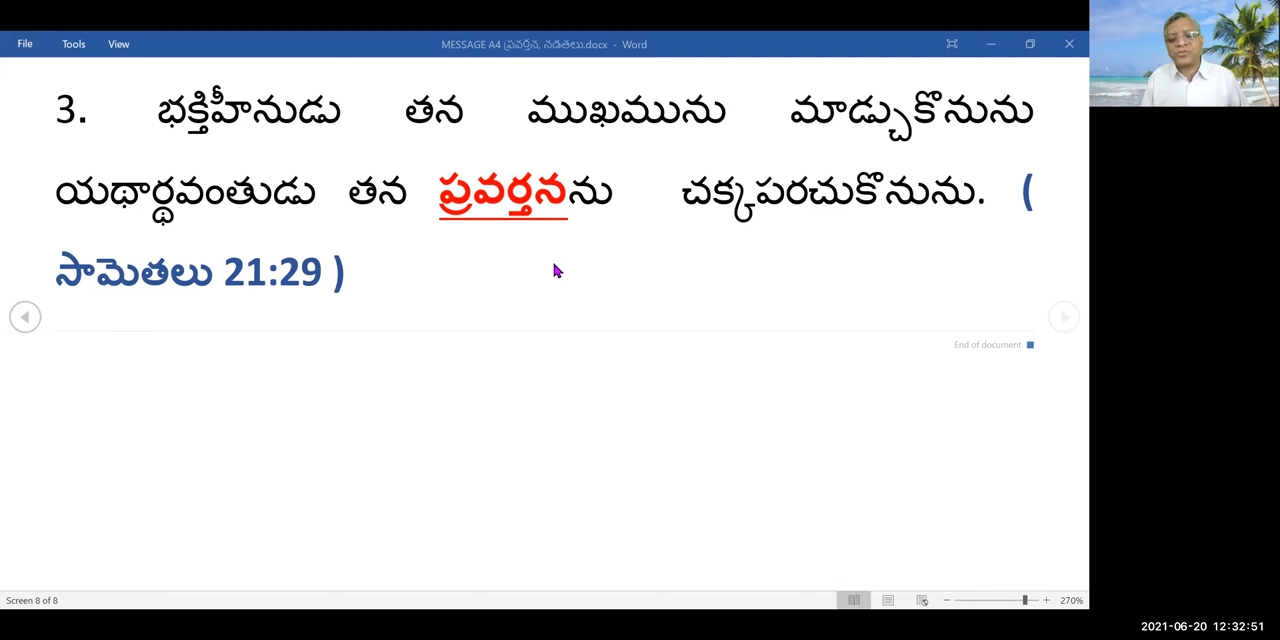 File Tools View MESSAGE A4 ప్రవర్తన, నడతలు.docx - Word
3. భక్తిహీనుడు తన ముఖమును మాడ్చుకొనును
యథార్థవంతుడు తన ప్రవర్తనను చక్కపరచుకొనును. (
సామెతలు 21:29 )
End of document
Screen 8 of 8 270%
2021-06-20 12:32:51